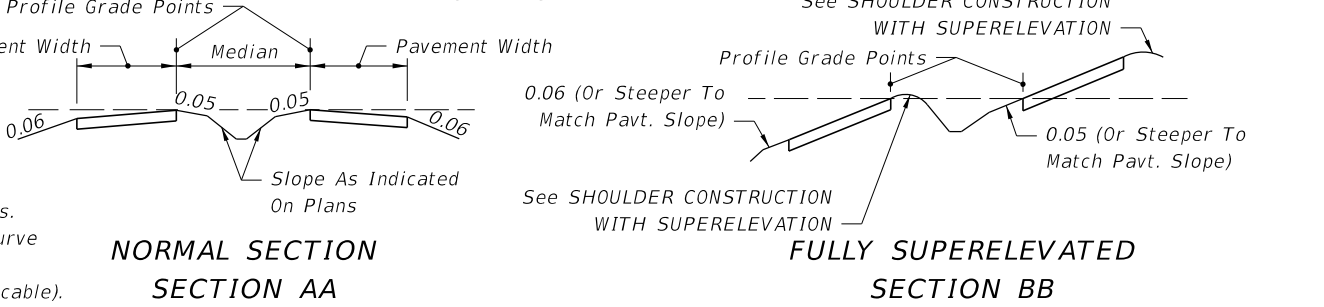 Profile Grade Points
ent Width
Median
Pavement Width
0.05
0.05
0.06
0.06
Slope As Indicated
On Plans
s.
urve
cable).
NORMAL SECTION
SECTION AA
See SHOULDER CONSTRUCTION
WITH SUPERELEVATION
Profile Grade Points
0.06 (Or Steeper To
Match Pavt. Slope)
0.05 (Or Steeper To
Match Pavt. Slope)
See SHOULDER CONSTRUCTION
WITH SUPERELEVATION
FULLY SUPERELEVATED
SECTION BB